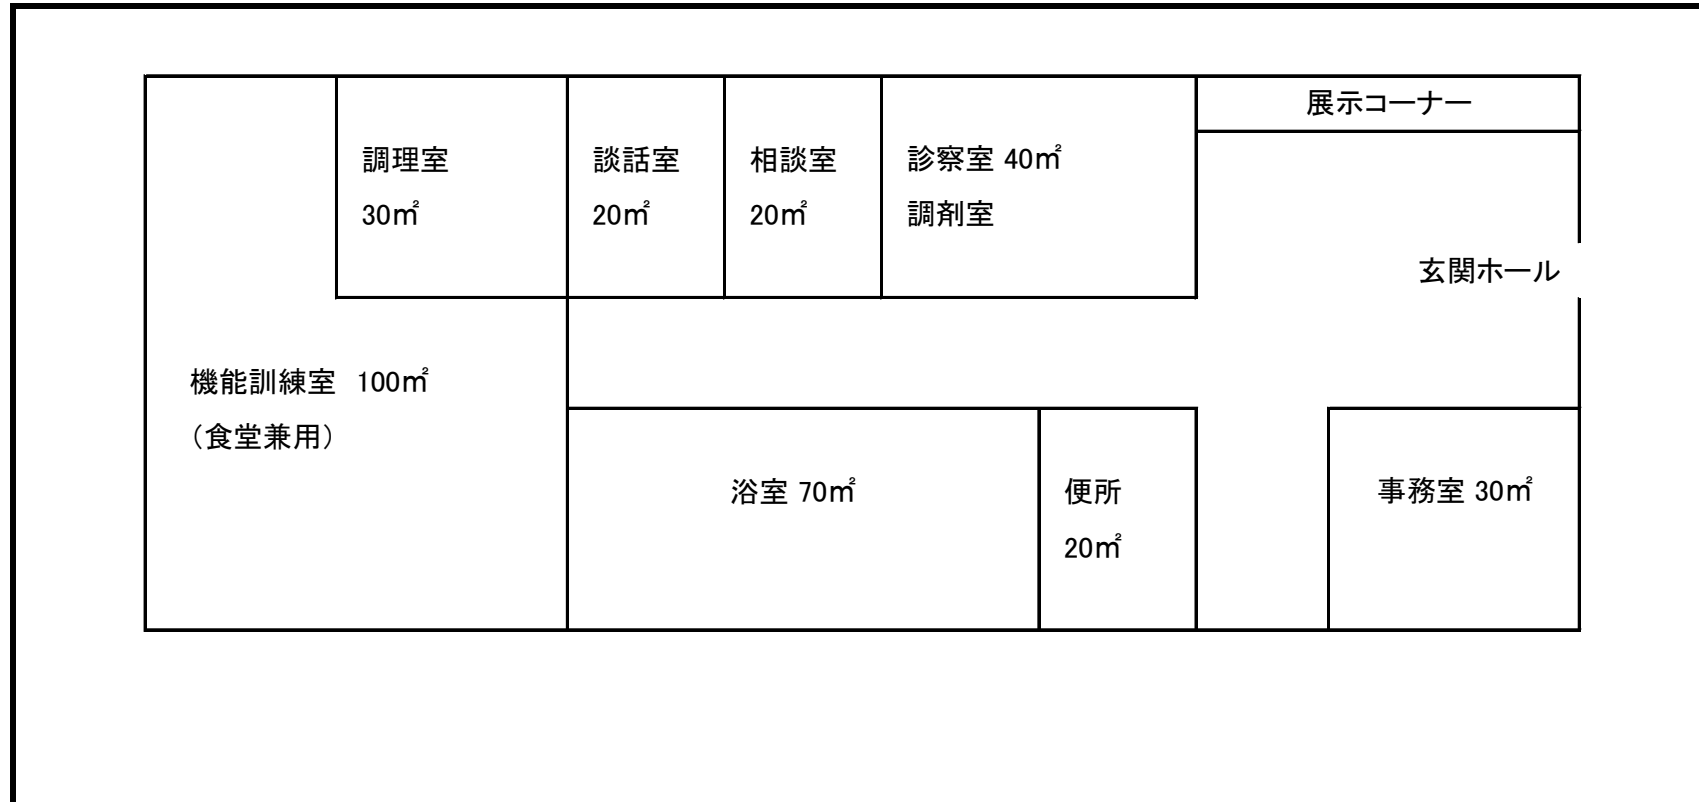 展示コーナー
調理室
30㎡
談話室
20㎡
相談室
20㎡
診察室 40㎡
調剤室
玄関ホール
機能訓練室 100㎡
（食堂兼用）
浴室 70㎡
便所
20㎡
事務室 30㎡